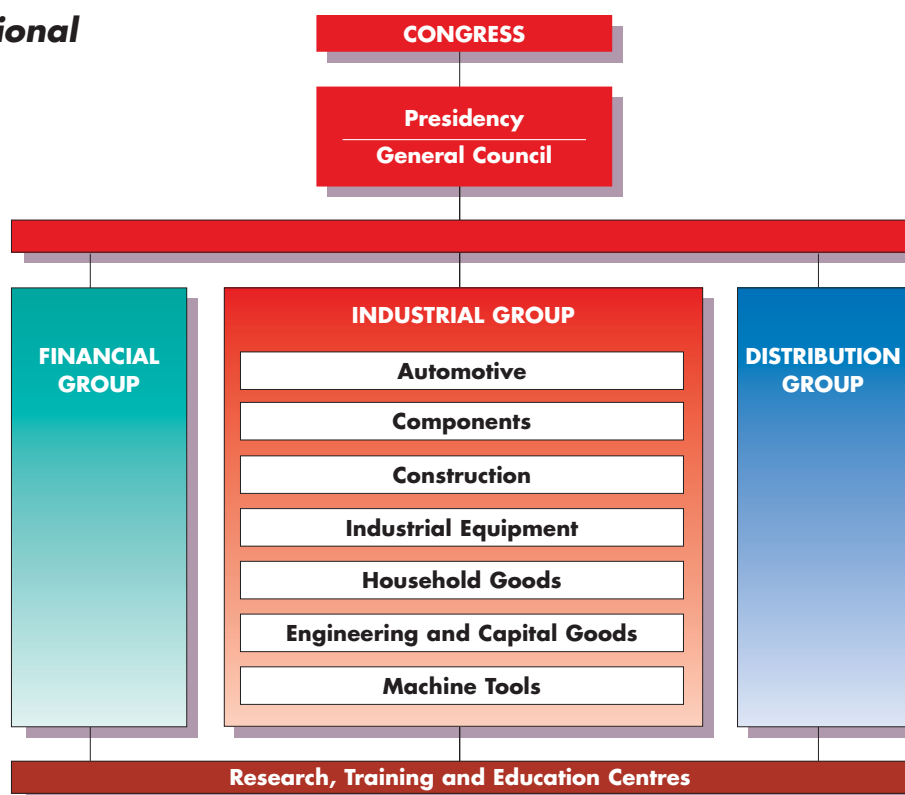 CONGRESS
Presidency
General Council
FINANCIAL
GROUP
INDUSTRIAL GROUP
Automotive
Components
Construction
Industrial Equipment
Household Goods
Engineering and Capital Goods
Machine Tools
DISTRIBUTION
GROUP
Research, Training and Education Centres